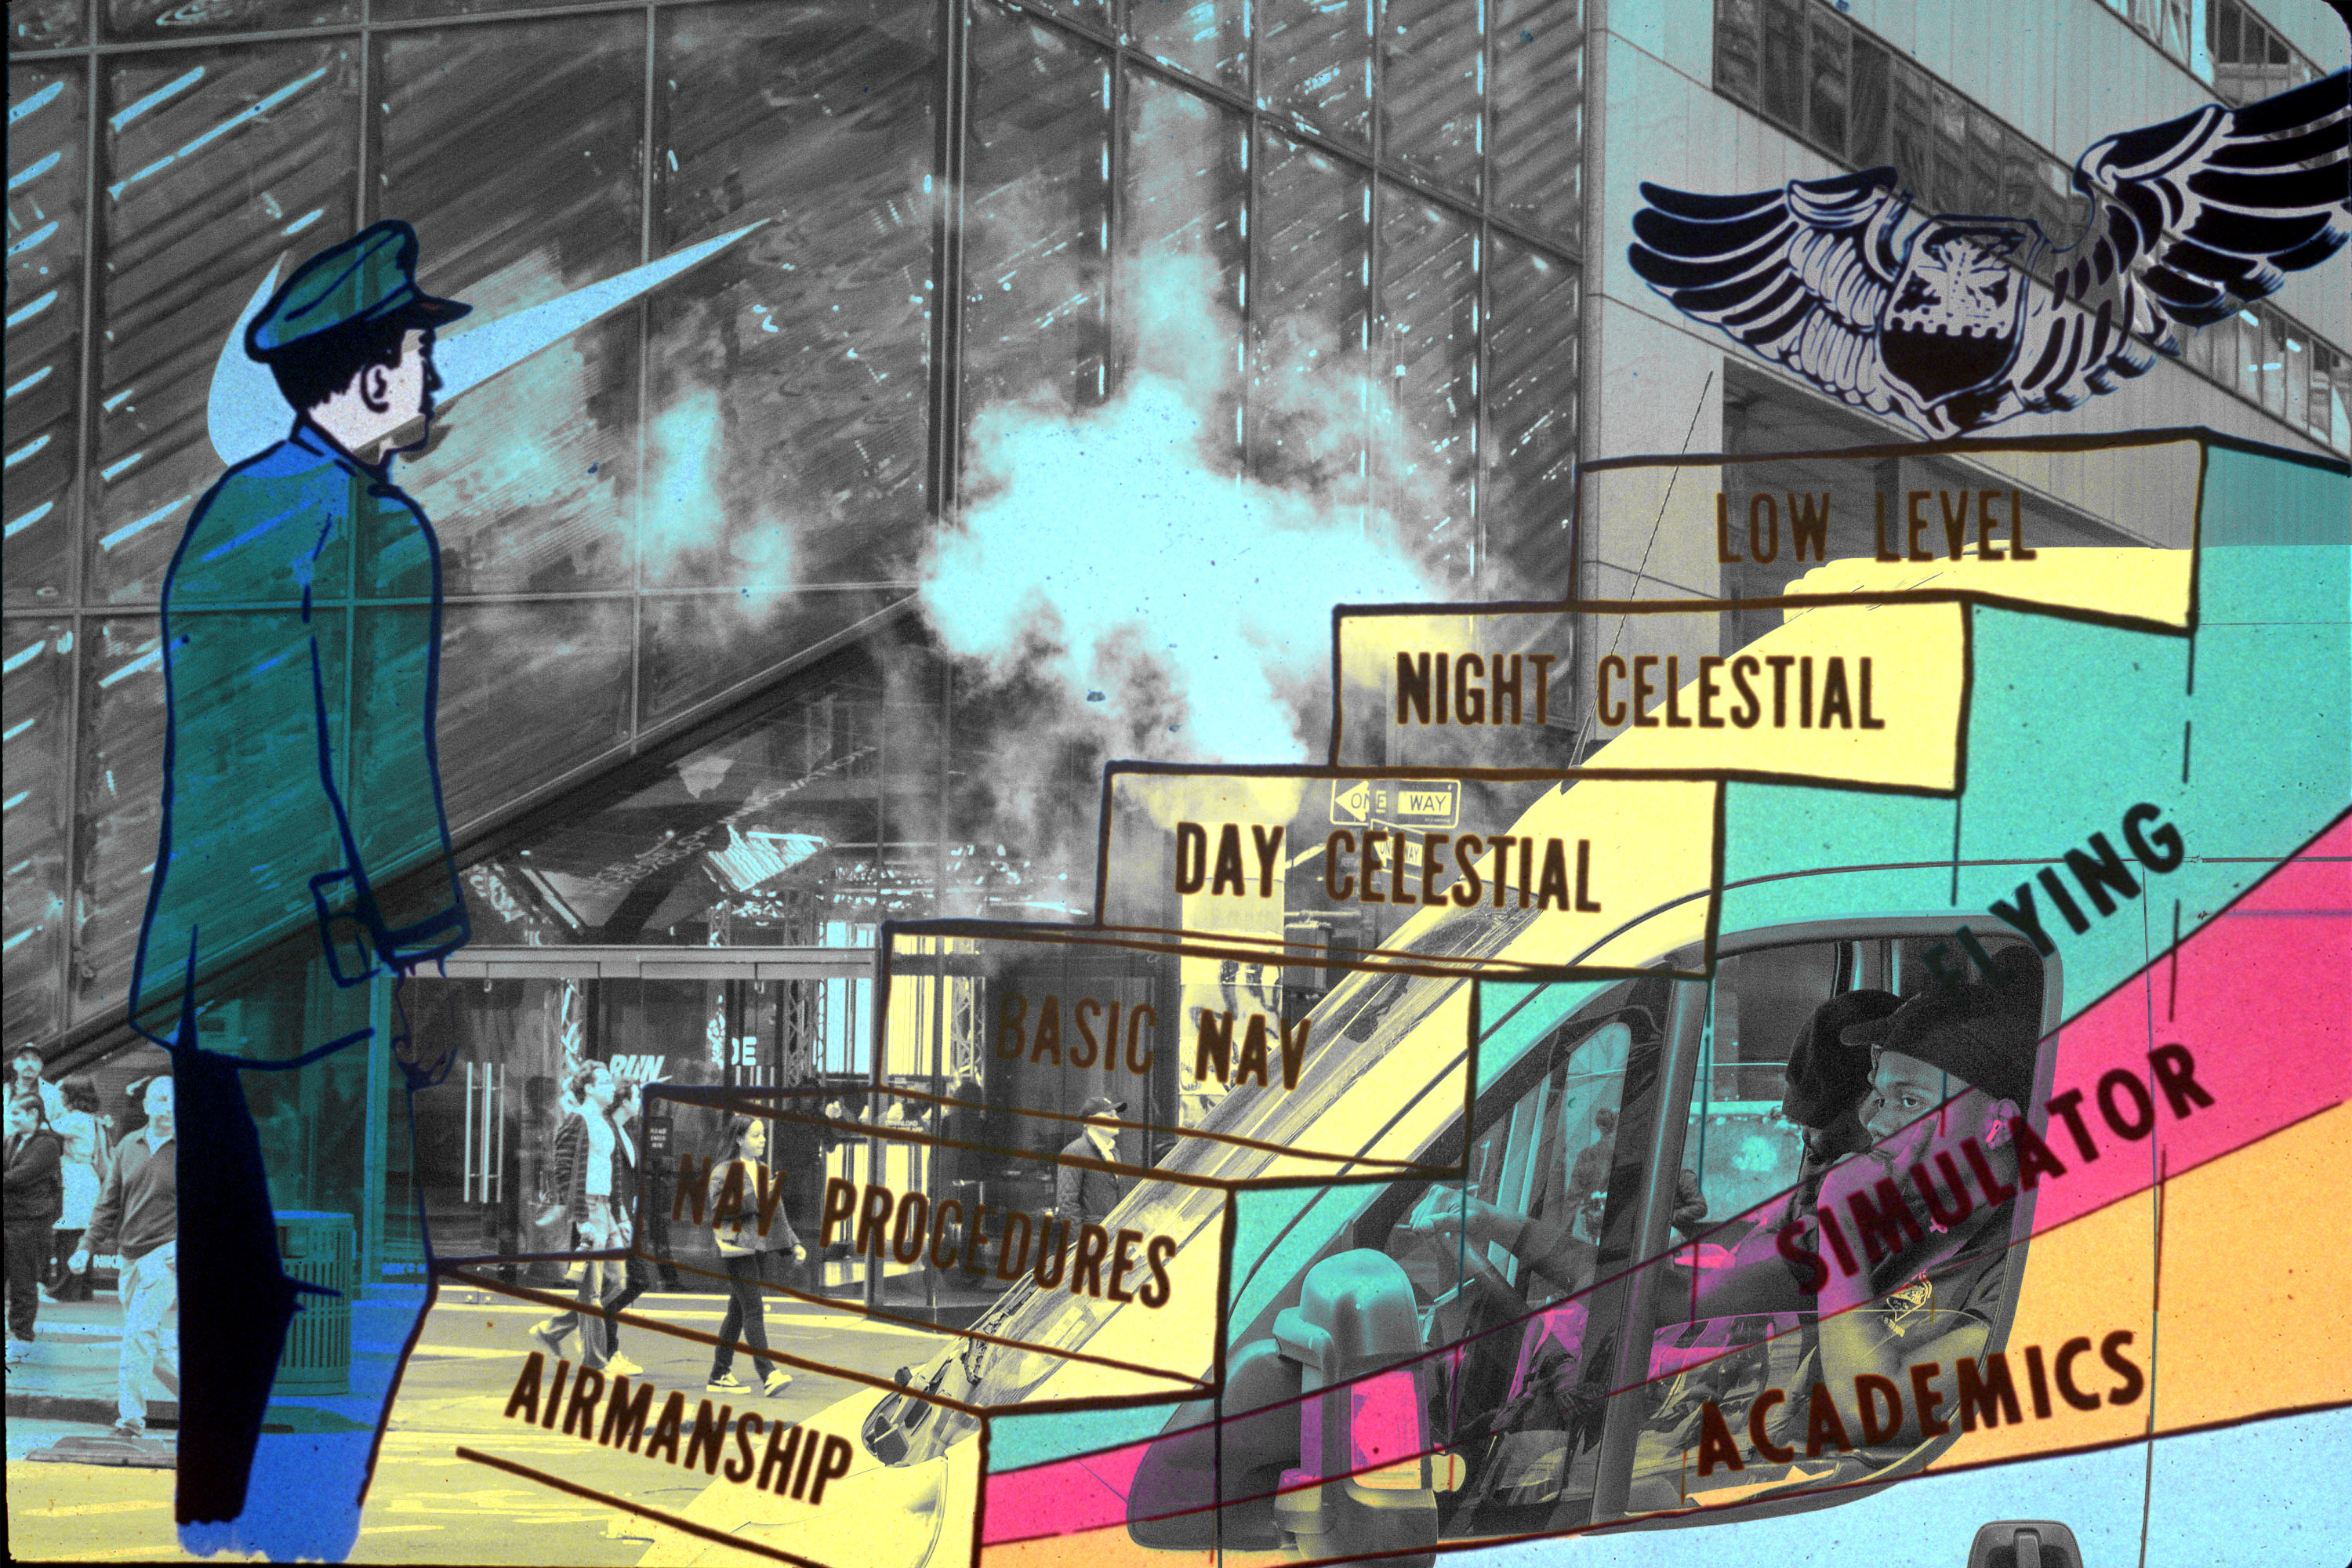 LOW LEVEL
NIGHT CELESTIAL
ONE WAY
DAY CELESTIAL
FLYING
BASIC NAV
RUN
SIMULATOR
NAV PROCEDURES
ACADEMICS
AIRMANSHIP